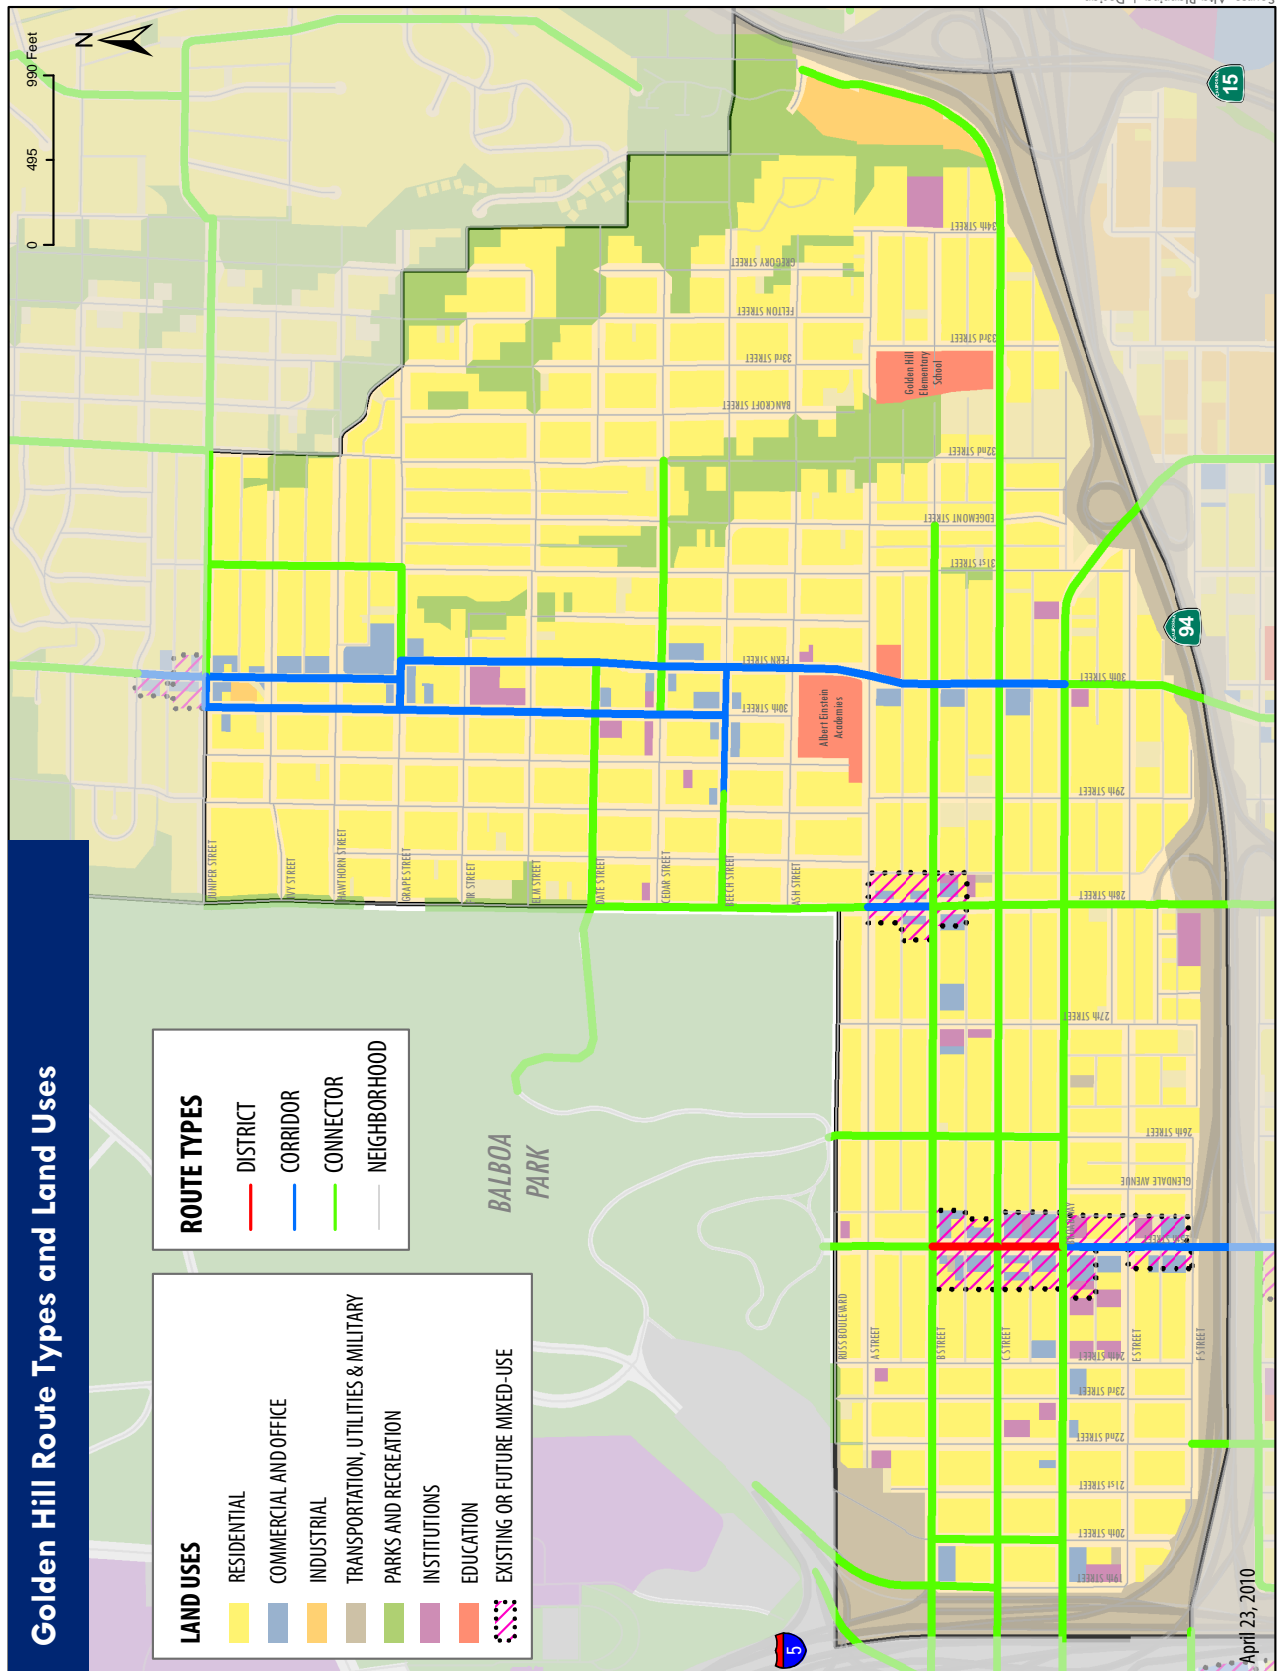 Golden Hill Route Types and Land Uses
LAND USES
RESIDENTIAL
COMMERCIAL AND OFFICE
INDUSTRIAL
TRANSPORTATION, UTILITIES & MILITARY
PARKS AND RECREATION
INSTITUTIONS
EDUCATION
EXISTING OR FUTURE MIXED-USE
ROUTE TYPES
DISTRICT
CORRIDOR
CONNECTOR
NEIGHBORHOOD
0
495
990 Feet
N
BALBOA
PARK
JUNIPER STREET
IVY STREET
HAWTHORN STREET
GRAPE STREET
FIR STREET
ELM STREET
DATE STREET
CEDAR STREET
BEECH STREET
ASH STREET
RUSS BOULEVARD
A STREET
B STREET
C STREET
BROADWAY
E STREET
F STREET
19th STREET
20th STREET
21st STREET
22nd STREET
23rd STREET
24th STREET
GLENDALE AVENUE
26th STREET
27th STREET
28th STREET
29th STREET
30th STREET
30th STREET
FERN STREET
31st STREET
EDGEMONT STREET
32nd STREET
BANCROFT STREET
33rd STREET
33rd STREET
FELTON STREET
GREGORY STREET
34th STREET
Albert Einstein
Academies
Golden Hill
Elementary
School
5
CALIFORNIA
94
CALIFORNIA
15
April 23, 2010